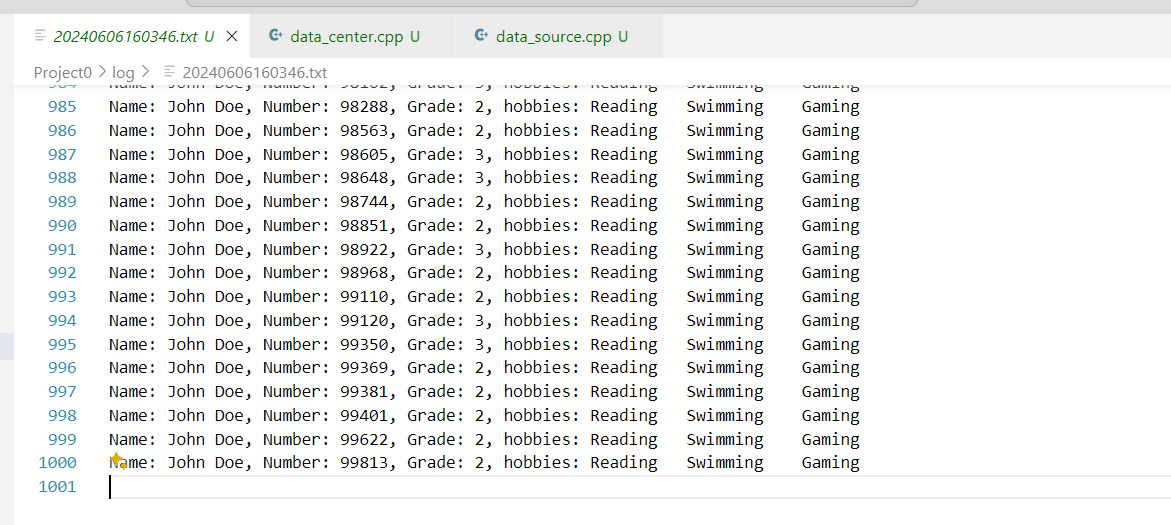 20240606160346.txt U data_center.cpp U data_source.cpp U
Project0 > log > 20240606160346.txt
985 Name: John Doe, Number: 98288, Grade: 2, hobbies: Reading Swimming Gaming
986 Name: John Doe, Number: 98563, Grade: 2, hobbies: Reading Swimming Gaming
987 Name: John Doe, Number: 98605, Grade: 3, hobbies: Reading Swimming Gaming
988 Name: John Doe, Number: 98648, Grade: 3, hobbies: Reading Swimming Gaming
989 Name: John Doe, Number: 98744, Grade: 2, hobbies: Reading Swimming Gaming
990 Name: John Doe, Number: 98851, Grade: 2, hobbies: Reading Swimming Gaming
991 Name: John Doe, Number: 98922, Grade: 3, hobbies: Reading Swimming Gaming
992 Name: John Doe, Number: 98968, Grade: 2, hobbies: Reading Swimming Gaming
993 Name: John Doe, Number: 99110, Grade: 2, hobbies: Reading Swimming Gaming
994 Name: John Doe, Number: 99120, Grade: 3, hobbies: Reading Swimming Gaming
995 Name: John Doe, Number: 99350, Grade: 3, hobbies: Reading Swimming Gaming
996 Name: John Doe, Number: 99369, Grade: 2, hobbies: Reading Swimming Gaming
997 Name: John Doe, Number: 99381, Grade: 2, hobbies: Reading Swimming Gaming
998 Name: John Doe, Number: 99401, Grade: 2, hobbies: Reading Swimming Gaming
999 Name: John Doe, Number: 99622, Grade: 2, hobbies: Reading Swimming Gaming
1000 Name: John Doe, Number: 99813, Grade: 2, hobbies: Reading Swimming Gaming
1001